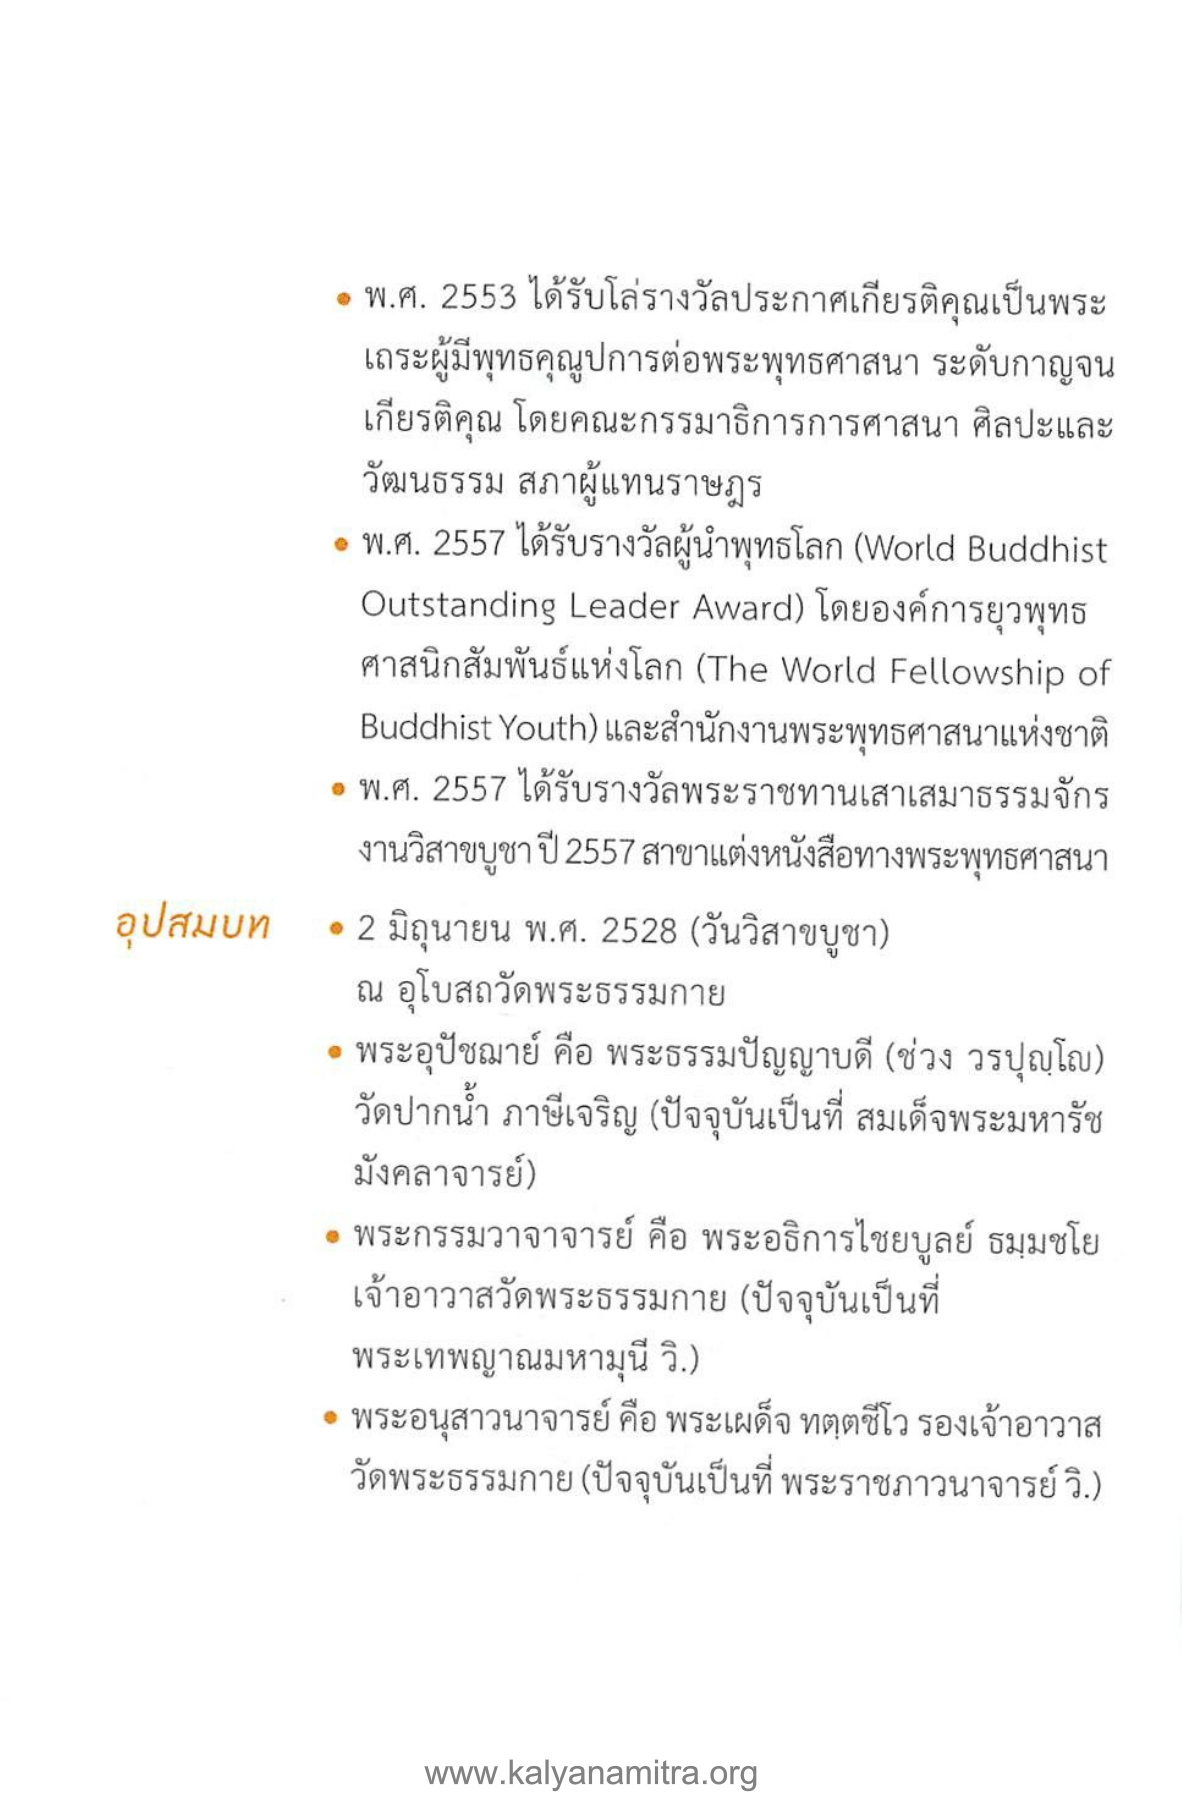 • พ.ศ. 2553 ได้รับโล่รางวัลประกาศเกียรติคุณเป็นพระ
เถระผู้มีพุทธคุณูปการต่อพระพุทธศาสนา ระดับกาญจน
เกียรติคุณ โดยคณะกรรมาธิการการศาสนา ศิลปะและ
วัฒนธรรม สภาผู้แทนราษฎร
• พ.ศ. 2557 ได้รับรางวัลผู้นำพุทธโลก (World Buddhist
Outstanding Leader Award) โดยองค์การยุวพุทธ
ศาสนิกสัมพันธ์แห่งโลก (The World Fellowship of
Buddhist Youth) และสำนักงานพระพุทธศาสนาแห่งชาติ
• พ.ศ. 2557 ได้รับรางวัลพระราชทานเสาเสมาธรรมจักร
งานวิสาขบูชา ปี 2557 สาขาแต่งหนังสือทางพระพุทธศาสนา
อุปสมบท • 2 มิถุนายน พ.ศ. 2528 (วันวิสาขบูชา)
ณ อุโบสถวัดพระธรรมกาย
• พระอุปัชฌาย์ คือ พระธรรมปัญญาบดี (ช่วง วรปุญฺโญ)
วัดปากน้ำ ภาษีเจริญ (ปัจจุบันเป็นที่ สมเด็จพระมหารัช
มังคลาจารย์)
• พระกรรมวาจาจารย์ คือ พระอธิการไชยบูลย์ ธมฺมชโย
เจ้าอาวาสวัดพระธรรมกาย (ปัจจุบันเป็นที่
พระเทพญาณมหามุนี วิ.)
• พระอนุสาวนาจารย์ คือ พระเผด็จ ทตฺตชีโว รองเจ้าอาวาส
วัดพระธรรมกาย (ปัจจุบันเป็นที่ พระราชภาวนาจารย์ วิ.)
www.kalyanamitra.org